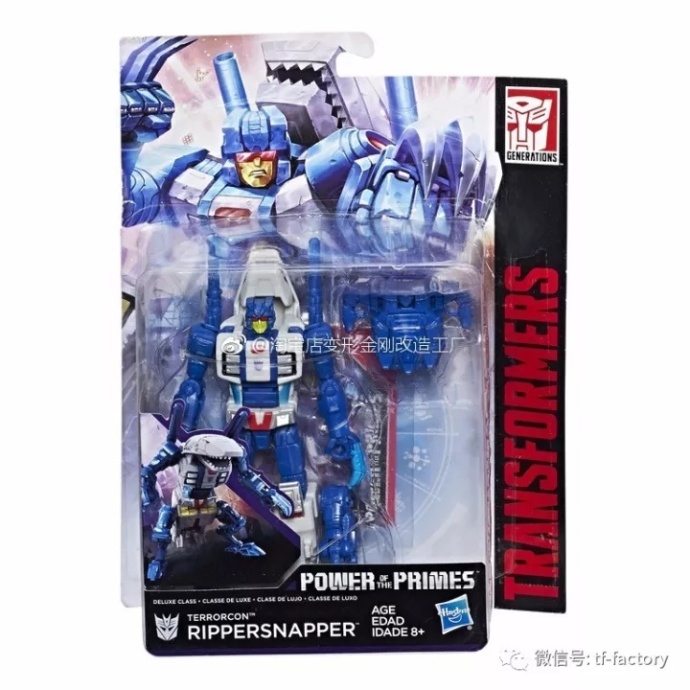 GENERATIONS
TRANSFORMERS
@淘宝店变形金刚改造工厂
POWER OF THE PRIMES
DELUXE CLASS • CLASSE DE LUXE • CLASE DE LUJO • CLASSE DE LUXO
TERRORCON™
RIPPERSNAPPER™
AGE
EDAD
IDADE 8+
Hasbro
微信号: tf-factory